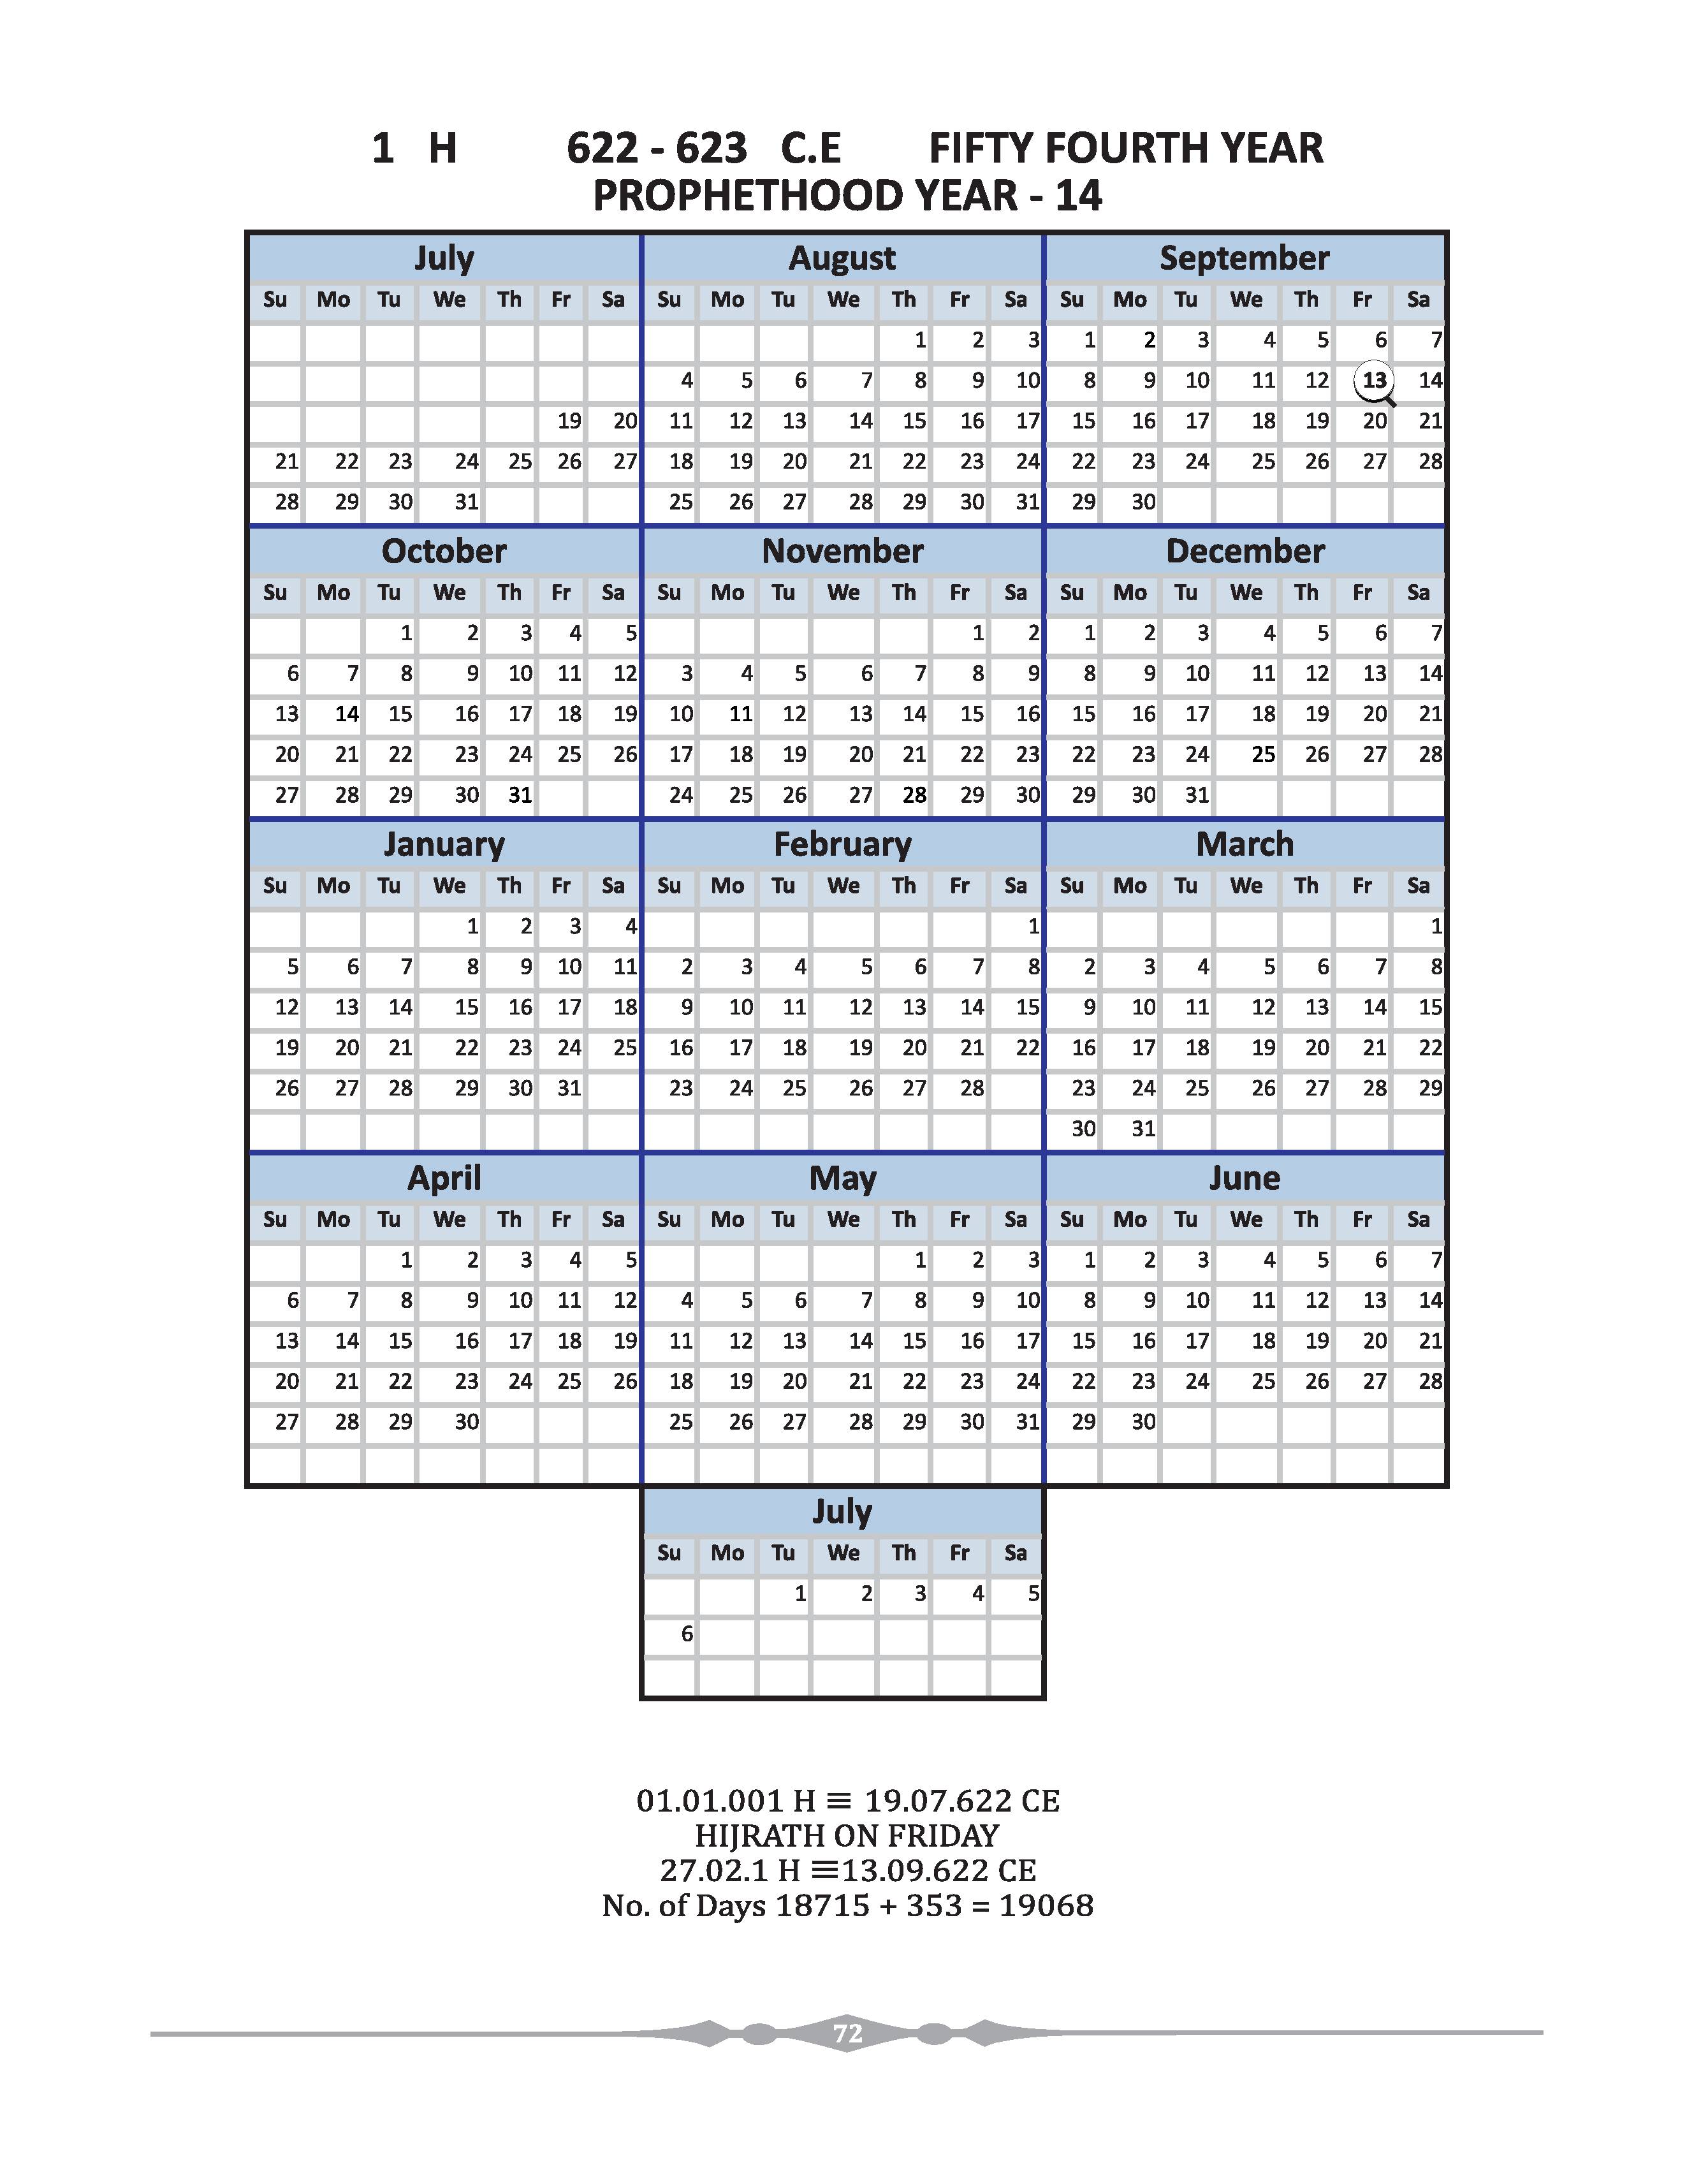 1 H 622 - 623 C.E FIFTY FOURTH YEAR
PROPHETHOOD YEAR - 14
July August September
Su Mo Tu We Th Fr Sa Su Mo Tu We Th Fr Sa Su Mo Tu We Th Fr Sa
1 2 3 1 2 3 4 5 6 7
4 5 6 7 8 9 10 8 9 10 11 12 13 14
19 20 11 12 13 14 15 16 17 15 16 17 18 19 20 21
21 22 23 24 25 26 27 18 19 20 21 22 23 24 22 23 24 25 26 27 28
28 29 30 31 25 26 27 28 29 30 31 29 30
October November December
Su Mo Tu We Th Fr Sa Su Mo Tu We Th Fr Sa Su Mo Tu We Th Fr Sa
1 2 3 4 5 1 2 1 2 3 4 5 6 7
6 7 8 9 10 11 12 3 4 5 6 7 8 9 8 9 10 11 12 13 14
13 14 15 16 17 18 19 10 11 12 13 14 15 16 15 16 17 18 19 20 21
20 21 22 23 24 25 26 17 18 19 20 21 22 23 22 23 24 25 26 27 28
27 28 29 30 31 24 25 26 27 28 29 30 29 30 31
January February March
Su Mo Tu We Th Fr Sa Su Mo Tu We Th Fr Sa Su Mo Tu We Th Fr Sa
1 2 3 4 1 1
5 6 7 8 9 10 11 2 3 4 5 6 7 8 2 3 4 5 6 7 8
12 13 14 15 16 17 18 9 10 11 12 13 14 15 9 10 11 12 13 14 15
19 20 21 22 23 24 25 16 17 18 19 20 21 22 16 17 18 19 20 21 22
26 27 28 29 30 31 23 24 25 26 27 28 23 24 25 26 27 28 29
30 31
April May June
Su Mo Tu We Th Fr Sa Su Mo Tu We Th Fr Sa Su Mo Tu We Th Fr Sa
1 2 3 4 5 1 2 3 1 2 3 4 5 6 7
6 7 8 9 10 11 12 4 5 6 7 8 9 10 8 9 10 11 12 13 14
13 14 15 16 17 18 19 11 12 13 14 15 16 17 15 16 17 18 19 20 21
20 21 22 23 24 25 26 18 19 20 21 22 23 24 22 23 24 25 26 27 28
27 28 29 30 25 26 27 28 29 30 31 29 30
July
Su Mo Tu We Th Fr Sa
1 2 3 4 5
6
01.01.001 H ≡ 19.07.622 CE
HIJRATH ON FRIDAY
27.02.1 H ≡13.09.622 CE
No. of Days 18715 + 353 = 19068
72